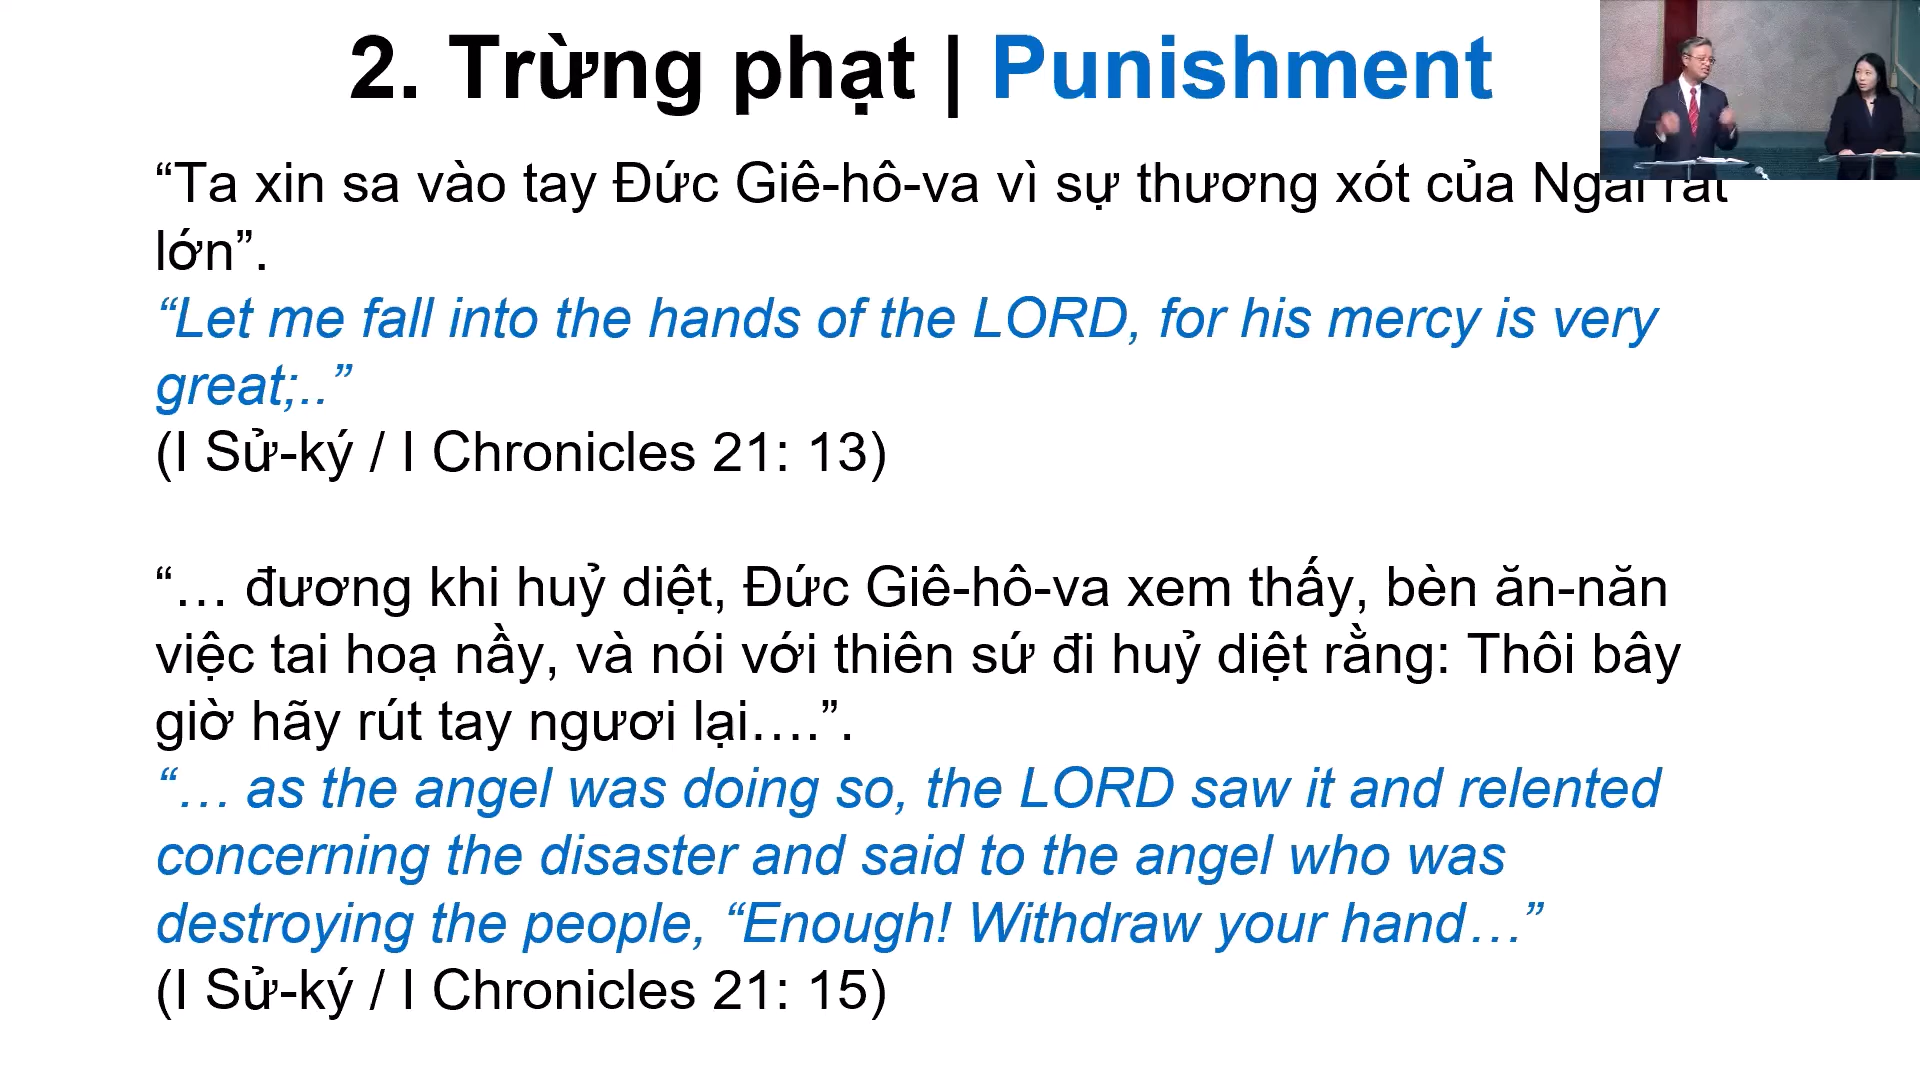 2. Trừng phạt | Punishment
“Ta xin sa vào tay Đức Giê-hô-va vì sự thương xót của Ngài rất
lớn”.
“Let me fall into the hands of the LORD, for his mercy is very
great;..”
(I Sử-ký / I Chronicles 21: 13)
“… đương khi huỷ diệt, Đức Giê-hô-va xem thấy, bèn ăn-năn
việc tai hoạ nầy, và nói với thiên sứ đi huỷ diệt rằng: Thôi bây
giờ hãy rút tay ngươi lại….”.
“… as the angel was doing so, the LORD saw it and relented
concerning the disaster and said to the angel who was
destroying the people, “Enough! Withdraw your hand…”
(I Sử-ký / I Chronicles 21: 15)